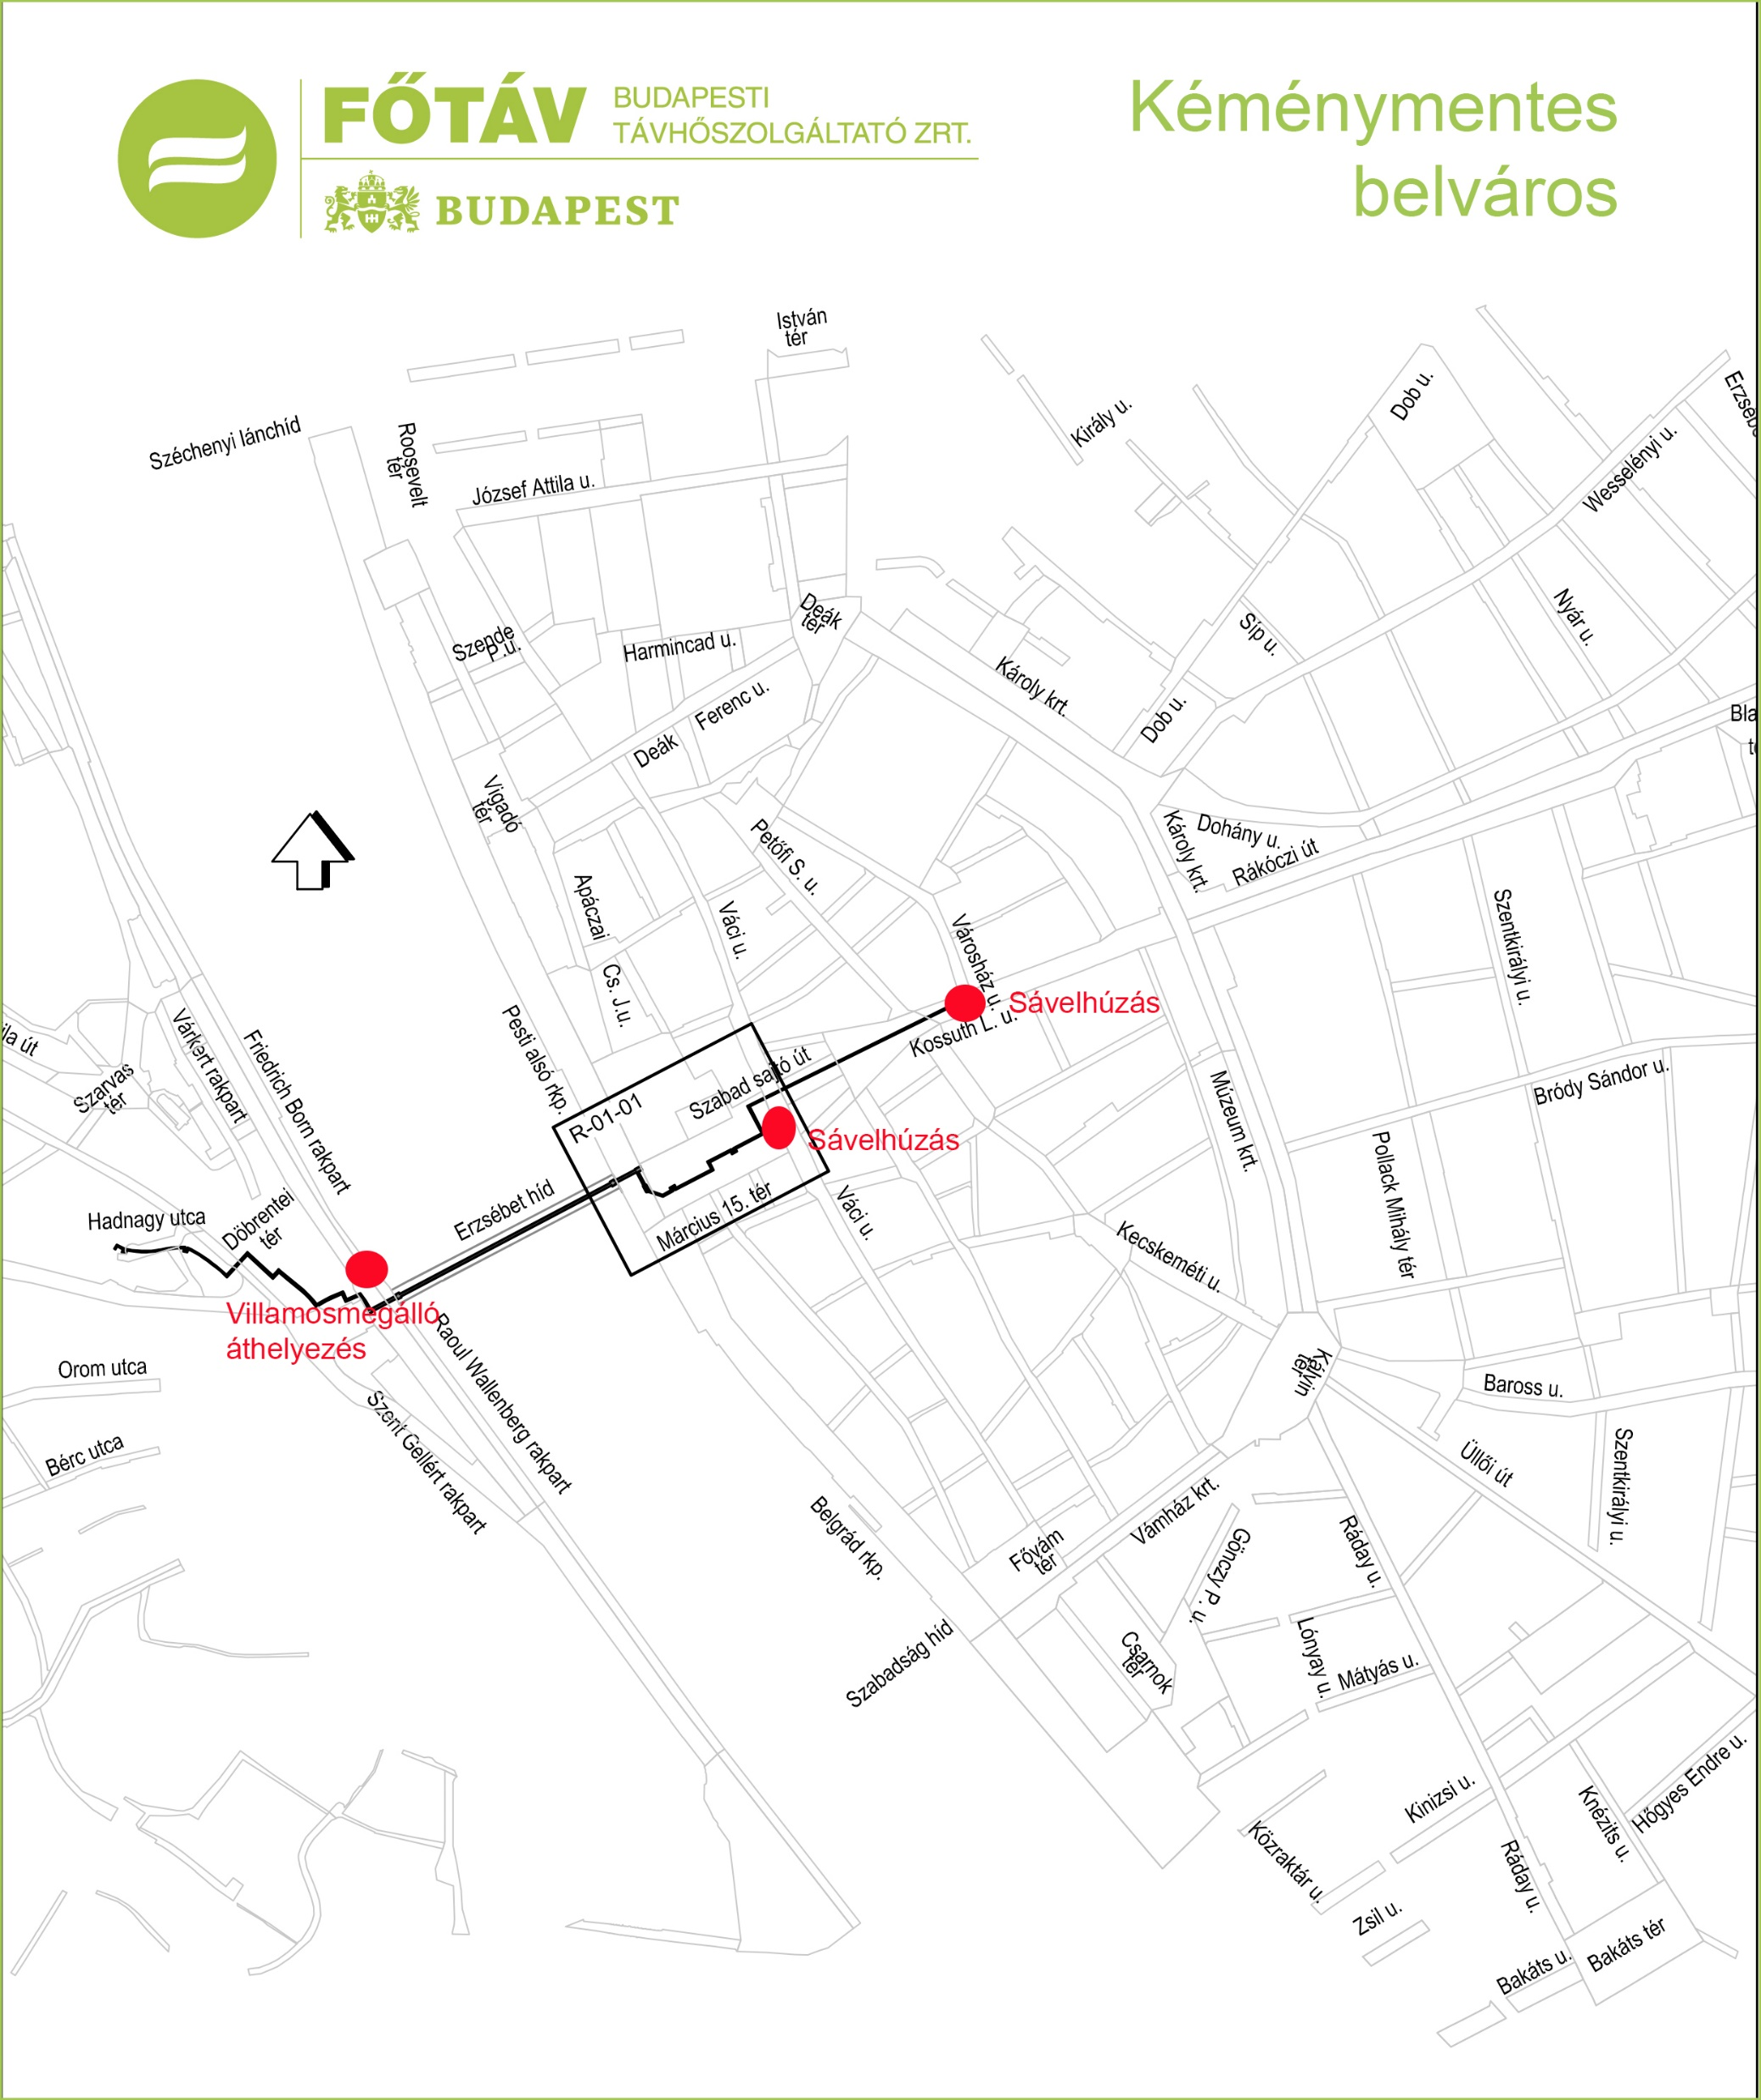 FŐTÁV
BUDAPESTI
TÁVHŐSZOLGÁLTATÓ ZRT.
BUDAPEST
Kéménymentes
belváros
István
tér
Széchenyi lánchíd
Roosevelt
tér
József Attila u.
Király u.
Dob u.
Wesselényi u.
Erzsébe
Szende
P.u.
Harmincad u.
Deák
tér
Deák
Ferenc u.
Károly krt.
Dob u.
Síp u.
Nyár u.
Bla
t
Vigadó
tér
Petőfi S. u.
Károly krt.
Dohány u.
Rákóczi út
Apáczai
Cs. J.u.
Váci u.
Városház u.
Szentkirályi u.
Sávelhúzás
Kossuth L. u.
Pesti alsó rkp.
Szabad sajtó út
R-01-01
Sávelhúzás
Március 15. tér
Váci u.
Múzeum krt.
Bródy Sándor u.
Pollack Mihály tér
ila út
Szarvas
tér
Várkert rakpart
Friedrich Born rakpart
Hadnagy utca
Döbrentei
tér
Erzsébet híd
Villamosmegálló
áthelyezés
Kecskeméti u.
Kálvin
tér
Baross u.
Orom utca
Bérc utca
Szent Gellért rakpart
Raoul Wallenberg rakpart
Belgrád rkp.
Szabadság híd
Fővám
tér
Vámház krt.
Gönczy P. u.
Csarnok
tér
Üllői út
Szentkirályi u.
Ráday u.
Lónyay u.
Mátyás u.
Közraktár u.
Kinizsi u.
Knézits u.
Hőgyes Endre u.
Zsil u.
Ráday u.
Bakáts u.
Bakáts tér